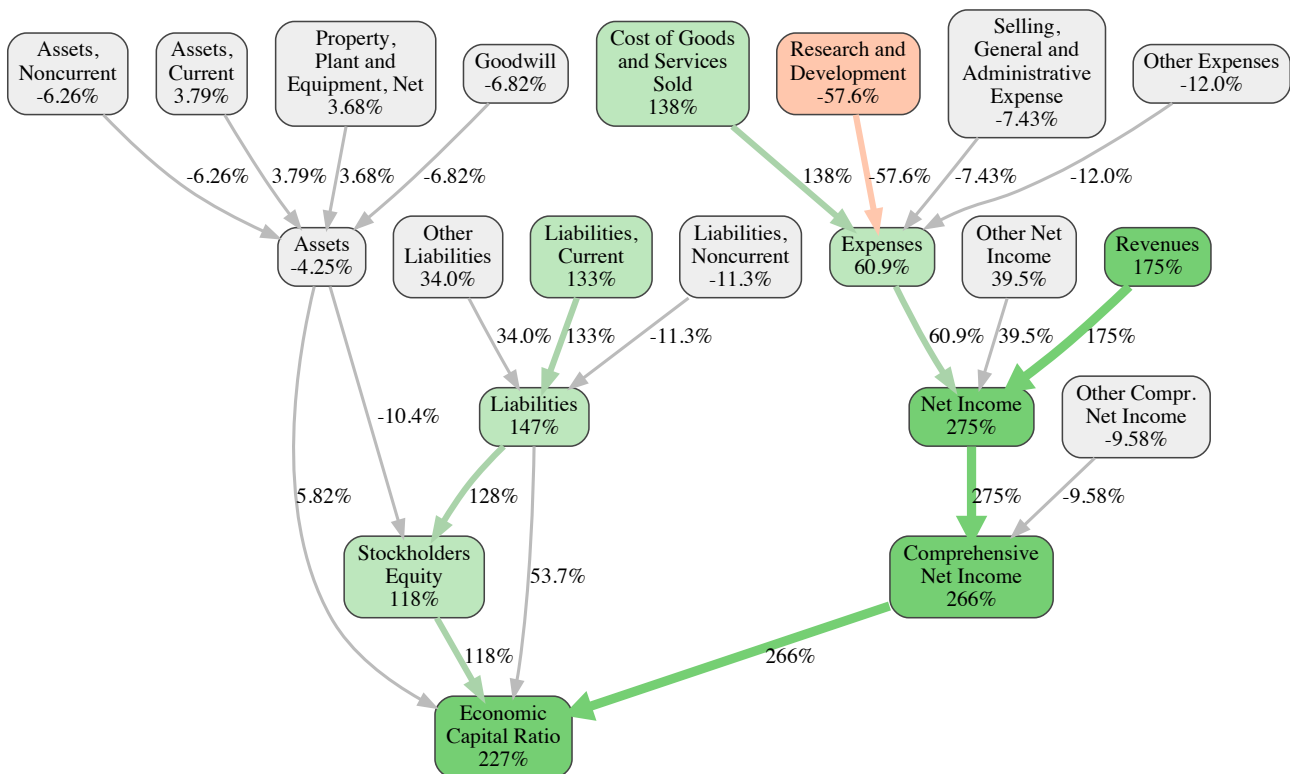 Assets,
Noncurrent
-6.26%
Assets,
Current
3.79%
Property,
Plant and
Equipment, Net
3.68%
Goodwill
-6.82%
Cost of Goods
and Services
Sold
138%
Research and
Development
-57.6%
Selling,
General and
Administrative
Expense
-7.43%
Other Expenses
-12.0%
-6.26%
3.79%
3.68%
-6.82%
138%
-57.6%
-7.43%
-12.0%
Assets
-4.25%
Other
Liabilities
34.0%
Liabilities,
Current
133%
Liabilities,
Noncurrent
-11.3%
Expenses
60.9%
Other Net
Income
39.5%
Revenues
175%
34.0%
133%
-11.3%
60.9%
39.5%
175%
-10.4%
Liabilities
147%
Net Income
275%
Other Compr.
Net Income
-9.58%
5.82%
128%
53.7%
275%
-9.58%
Stockholders
Equity
118%
Comprehensive
Net Income
266%
118%
266%
Economic
Capital Ratio
227%